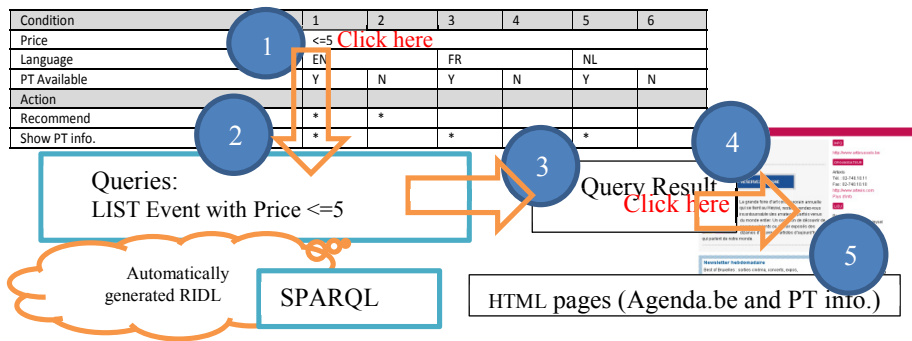 Condition 1 2 3 4 5 6
Price <=5 Click here
Language EN FR NL
PT Available Y N Y N Y N
Action
Recommend * *
Show PT info. * * *
1
2
3
4
5
Queries:
LIST Event with Price <=5
Query Result
Click here
Automatically
generated RIDL
SPARQL
HTML pages (Agenda.be and PT info.)
Newsletter hebdomadaire